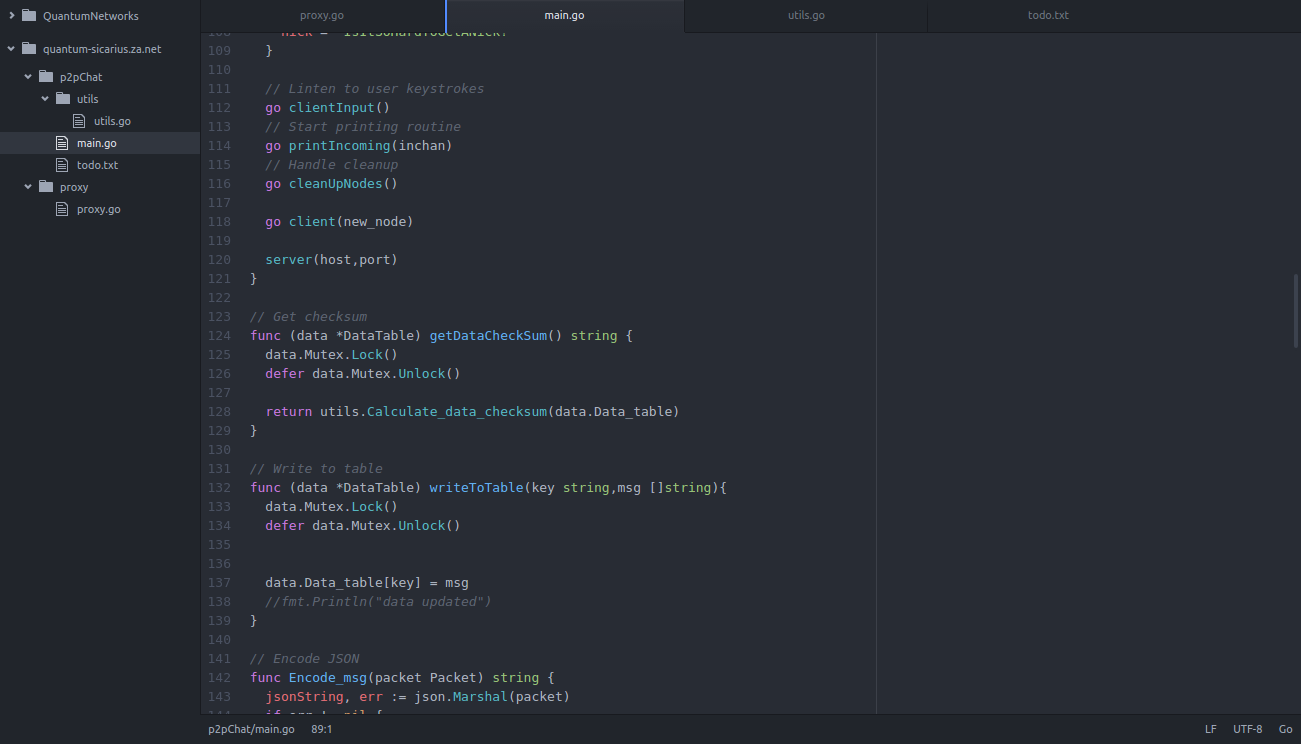 QuantumNetworks
quantum-sicarius.za.net
p2pChat
utils
utils.go
main.go
todo.txt
proxy
proxy.go
proxy.go
main.go
utils.go
todo.txt
109 }
110
111 // Linten to user keystrokes
112 go clientInput()
113 // Start printing routine
114 go printIncoming(inchan)
115 // Handle cleanup
116 go cleanUpNodes()
117
118 go client(new_node)
119
120 server(host,port)
121 }
122
123 // Get checksum
124 func (data *DataTable) getDataCheckSum() string {
125 data.Mutex.Lock()
126 defer data.Mutex.Unlock()
127
128 return utils.Calculate_data_checksum(data.Data_table)
129 }
130
131 // Write to table
132 func (data *DataTable) writeToTable(key string,msg []string){
133 data.Mutex.Lock()
134 defer data.Mutex.Unlock()
135
136
137 data.Data_table[key] = msg
138 //fmt.Println("data updated")
139 }
140
141 // Encode JSON
142 func Encode_msg(packet Packet) string {
143 jsonString, err := json.Marshal(packet)
p2pChat/main.go 89:1
LF UTF-8 Go